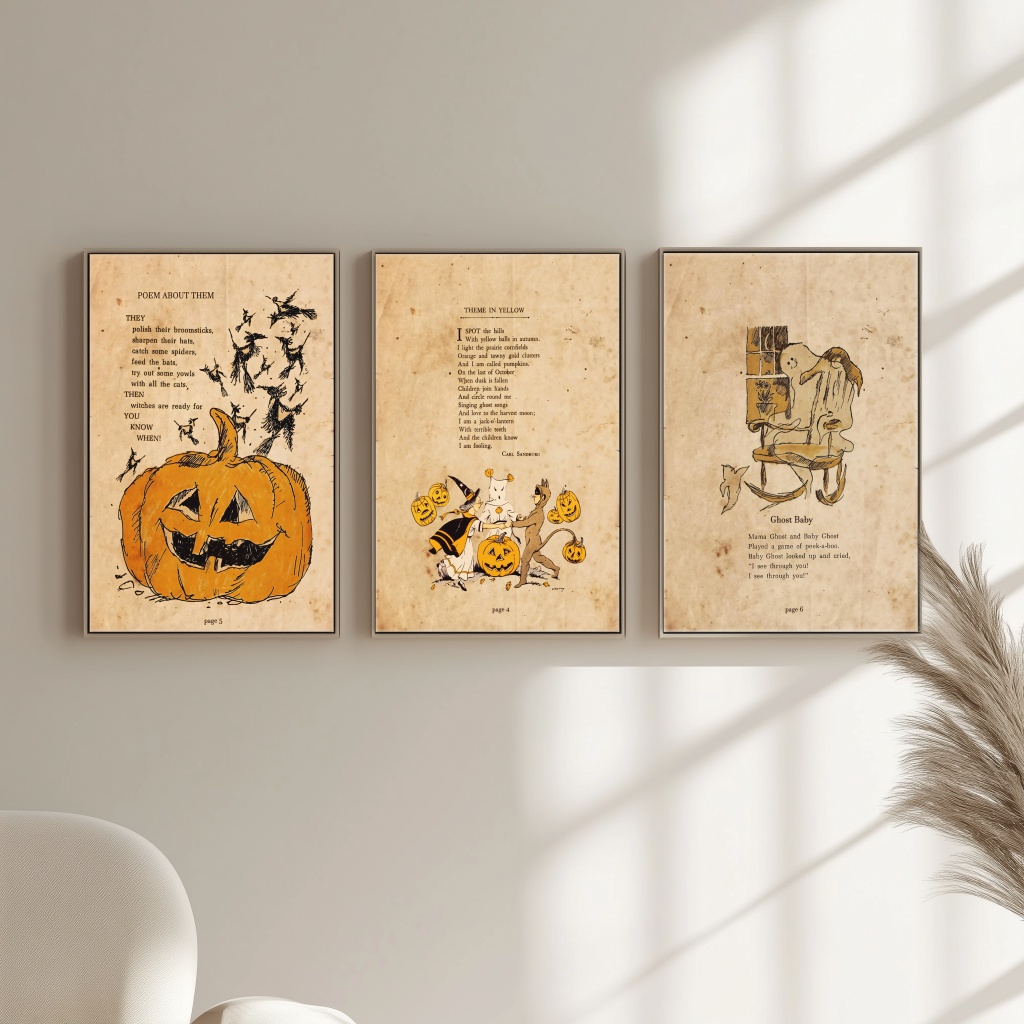 POEM ABOUT THEM
THEY
polish their broomsticks,
sharpen their hats,
catch some spiders,
feed the bats,
try out some yowls
with all the cats,
THEN
witches are ready for
YOU
KNOW
WHEN!
page 5
THEME IN YELLOW
I SPOT the hills
With yellow balls in autumn.
I light the prairie cornfields
Orange and tawny gold clusters
And I am called pumpkins.
On the last of October
When dusk is fallen
Children join hands
And circle round me
Singing ghost songs
And love to the harvest moon;
I am a jack-o'-lantern
With terrible teeth
And the children know
I am fooling.
CARL SANDBURG
page 4
Ghost Baby
Mama Ghost and Baby Ghost
Played a game of peek-a-boo.
Baby Ghost looked up and cried,
"I see through you!
I see through you!"
page 6